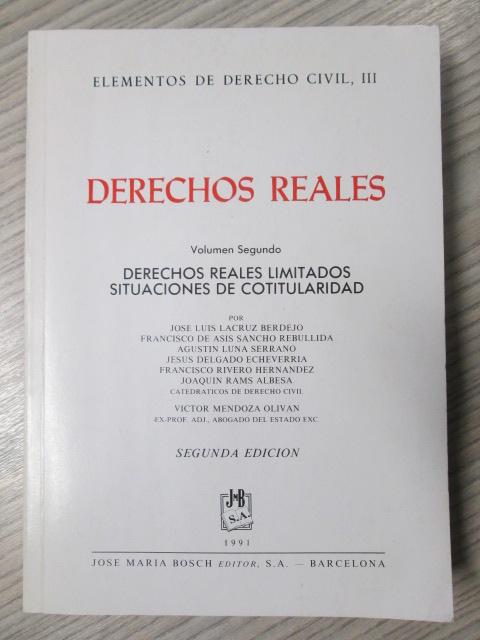 ELEMENTOS DE DERECHO CIVIL, III
DERECHOS REALES
Volumen Segundo
DERECHOS REALES LIMITADOS
SITUACIONES DE COTITULARIDAD
POR
JOSE LUIS LACRUZ BERDEJO
FRANCISCO DE ASIS SANCHO REBULLIDA
AGUSTIN LUNA SERRANO
JESUS DELGADO ECHEVERRIA
FRANCISCO RIVERO HERNANDEZ
JOAQUIN RAMS ALBESA
CATEDRATICOS DE DERECHO CIVIL
VICTOR MENDOZA OLIVAN
EX-PROF. ADJ., ABOGADO DEL ESTADO EXC.
SEGUNDA EDICION
JMB
S.A.
1991
JOSE MARIA BOSCH EDITOR, S.A. — BARCELONA